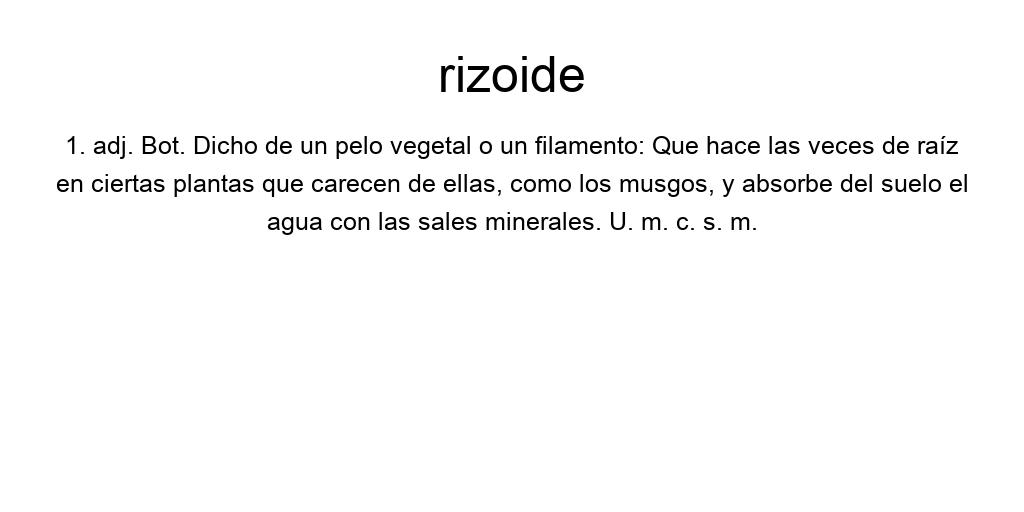 rizoide
1. adj. Bot. Dicho de un pelo vegetal o un filamento: Que hace las veces de raíz
en ciertas plantas que carecen de ellas, como los musgos, y absorbe del suelo el
agua con las sales minerales. U. m. c. s. m.